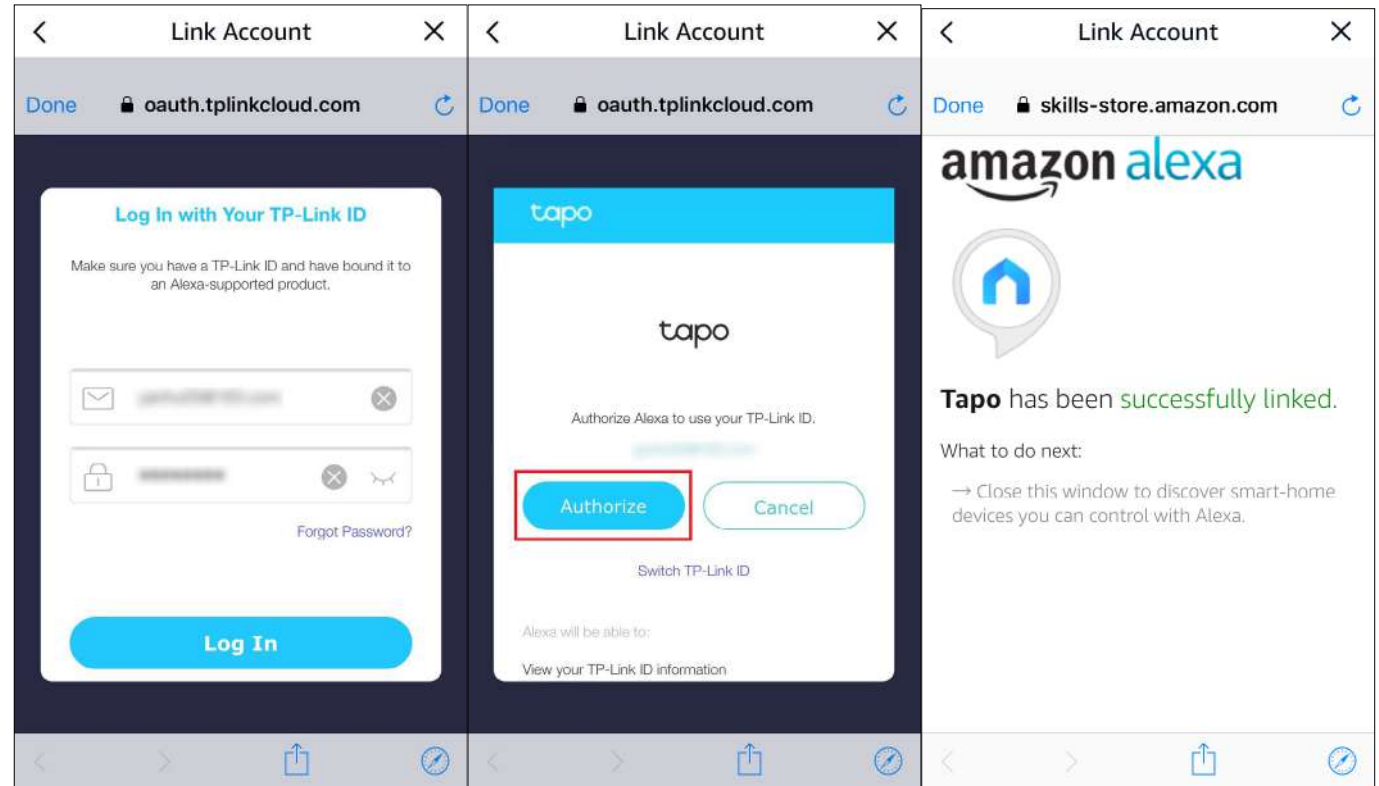 Link Account
Done
oauth.tplinkcloud.com
Log In with Your TP-Link ID
Make sure you have a TP-Link ID and have bound it to
an Alexa-supported product.
Forgot Password?
Log In
Link Account
Done
oauth.tplinkcloud.com
tapo
tapo
Authorize Alexa to use your TP-Link ID.
Authorize
Cancel
Switch TP-Link ID
Alexa will be able to:
View your TP-Link ID information
Link Account
Done
skills-store.amazon.com
amazon alexa
Tapo has been successfully linked.
What to do next:
→ Close this window to discover smart-home
devices you can control with Alexa.